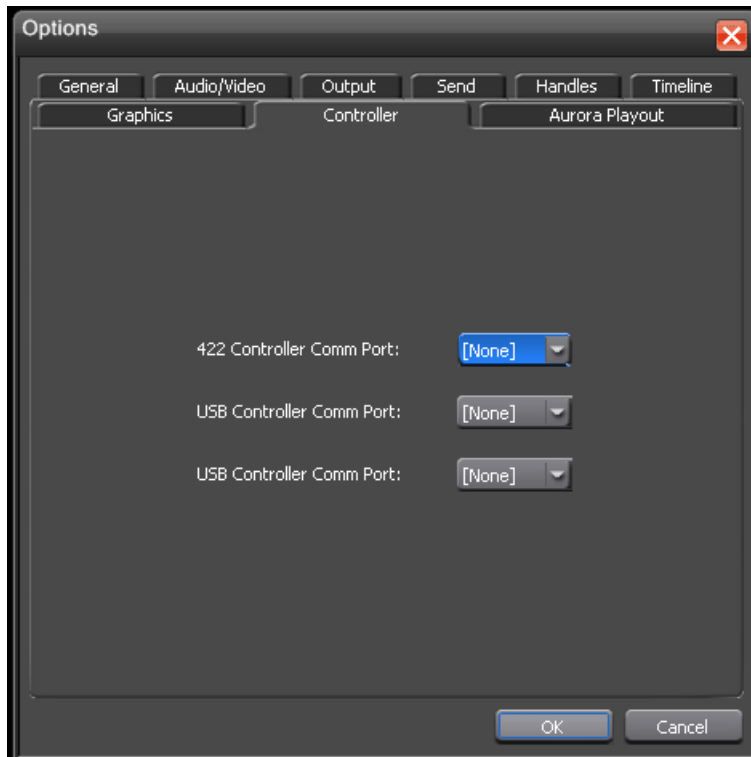 Options
General Audio/Video Output Send Handles Timeline
Graphics Controller Aurora Playout
422 Controller Comm Port: [None]
USB Controller Comm Port: [None]
USB Controller Comm Port: [None]
OK Cancel